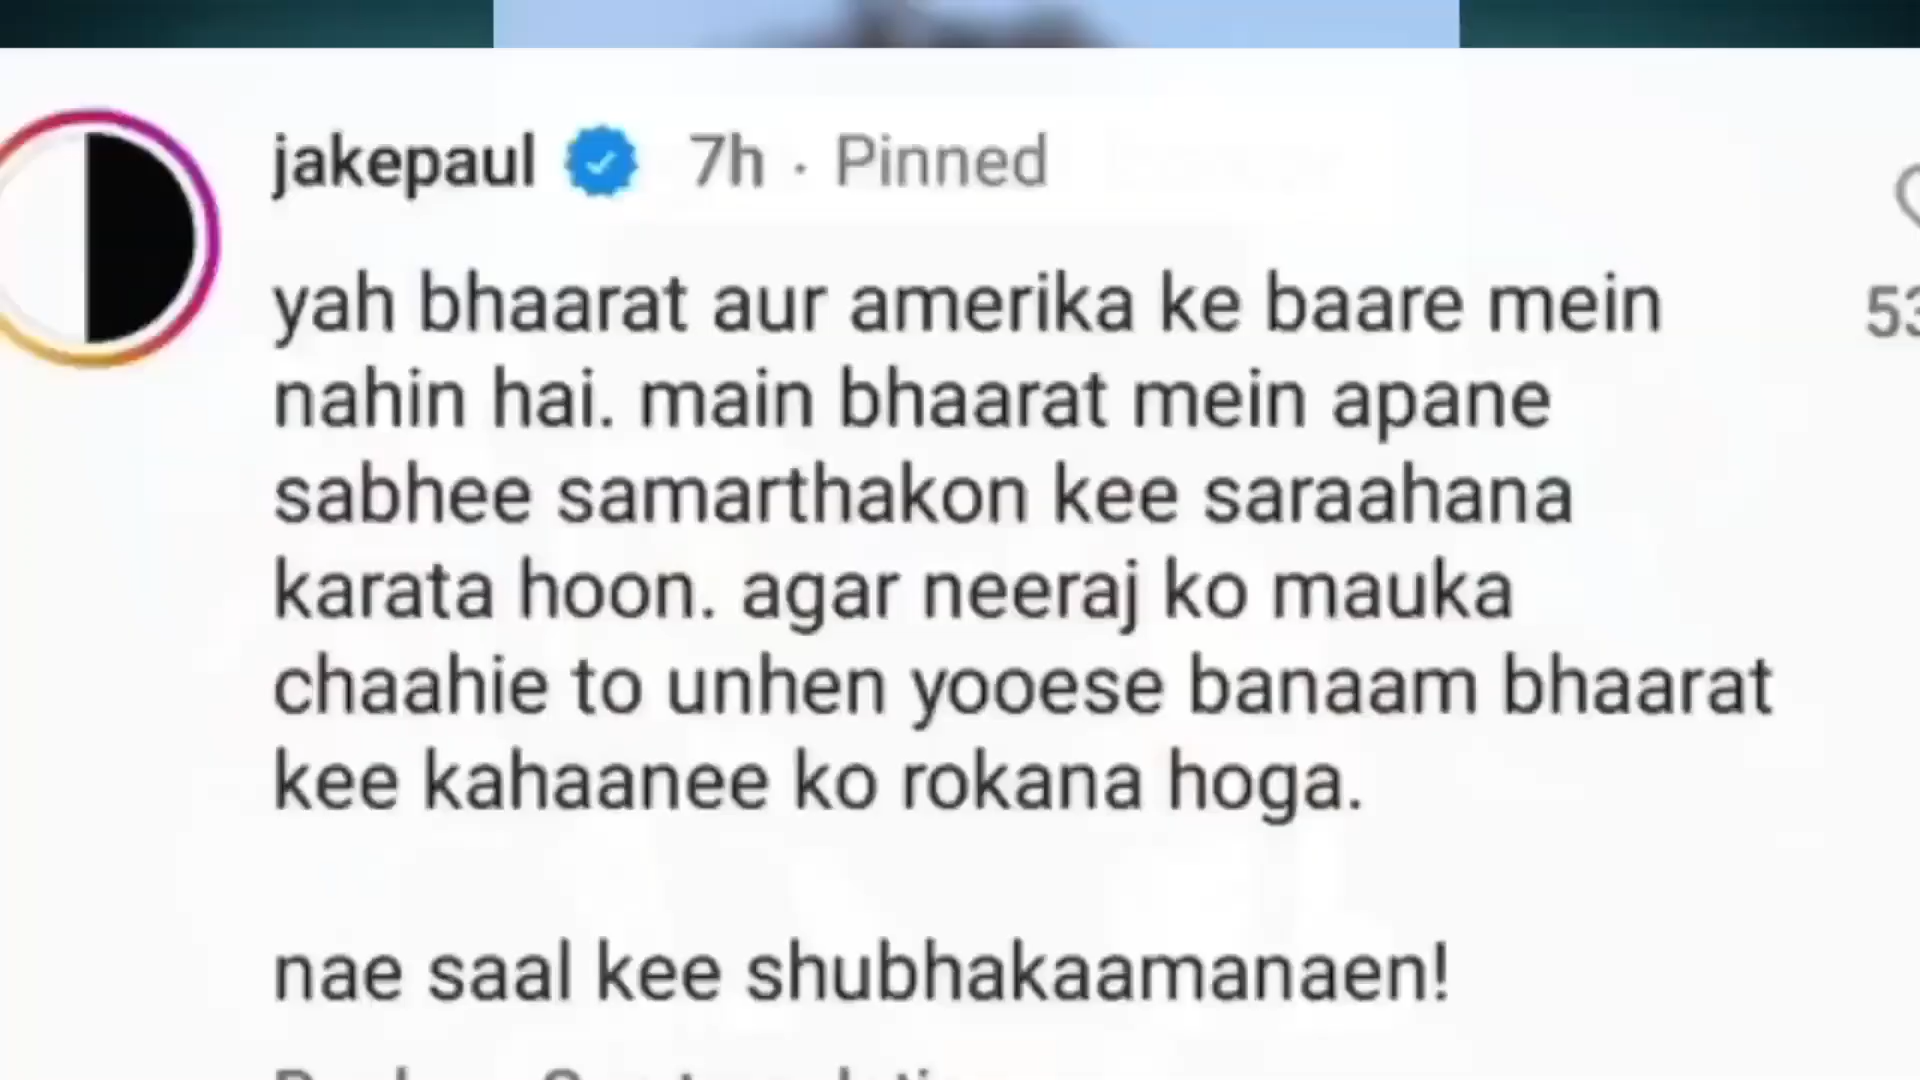 jakepaul 7h · Pinned
yah bhaarat aur amerika ke baare mein
nahin hai. main bhaarat mein apane
sabhee samarthakon kee saraahana
karata hoon. agar neeraj ko mauka
chaahie to unhen yooese banaam bhaarat
kee kahaanee ko rokana hoga.
nae saal kee shubhakaamanaen!